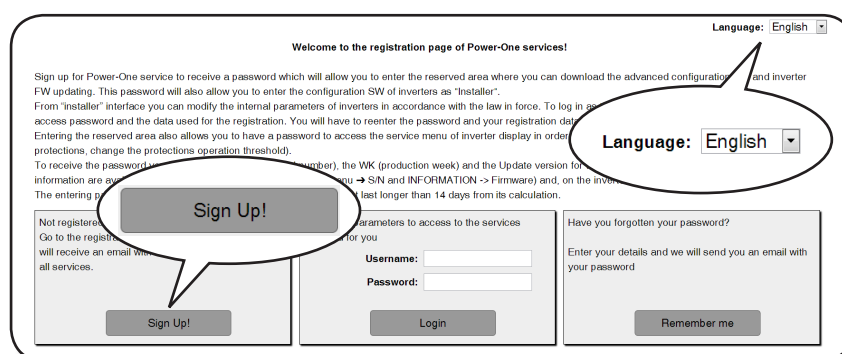 Language: English
Welcome to the registration page of Power-One services!
Sign up for Power-One service to receive a password which will allow you to enter the reserved area where you can download the advanced configuration and inverter
FW updating. This password will also allow you to enter the configuration SW of inverters as "Installer".
From "installer" interface you can modify the internal parameters of inverters in accordance with the law in force. To log in as
access password and the data used for the registration. You will have to reenter the password and your registration data
Entering the reserved area also allows you to have a password to access the service menu of inverter display in order
protections, change the protections operation threshold).
Language: English
To receive the password number), the WK (production week) and the Update version for
information are ➔ S/N and INFORMATION -> Firmware) and, on the
The entering last longer than 14 days from its calculation.
Sign Up!
Not registered
Go to the
will receive an email
all services.
Sign Up!
parameters to access to the services
for you
Username:
Password:
Login
Have you forgotten your password?
Enter your details and we will send you an email with
your password
Remember me